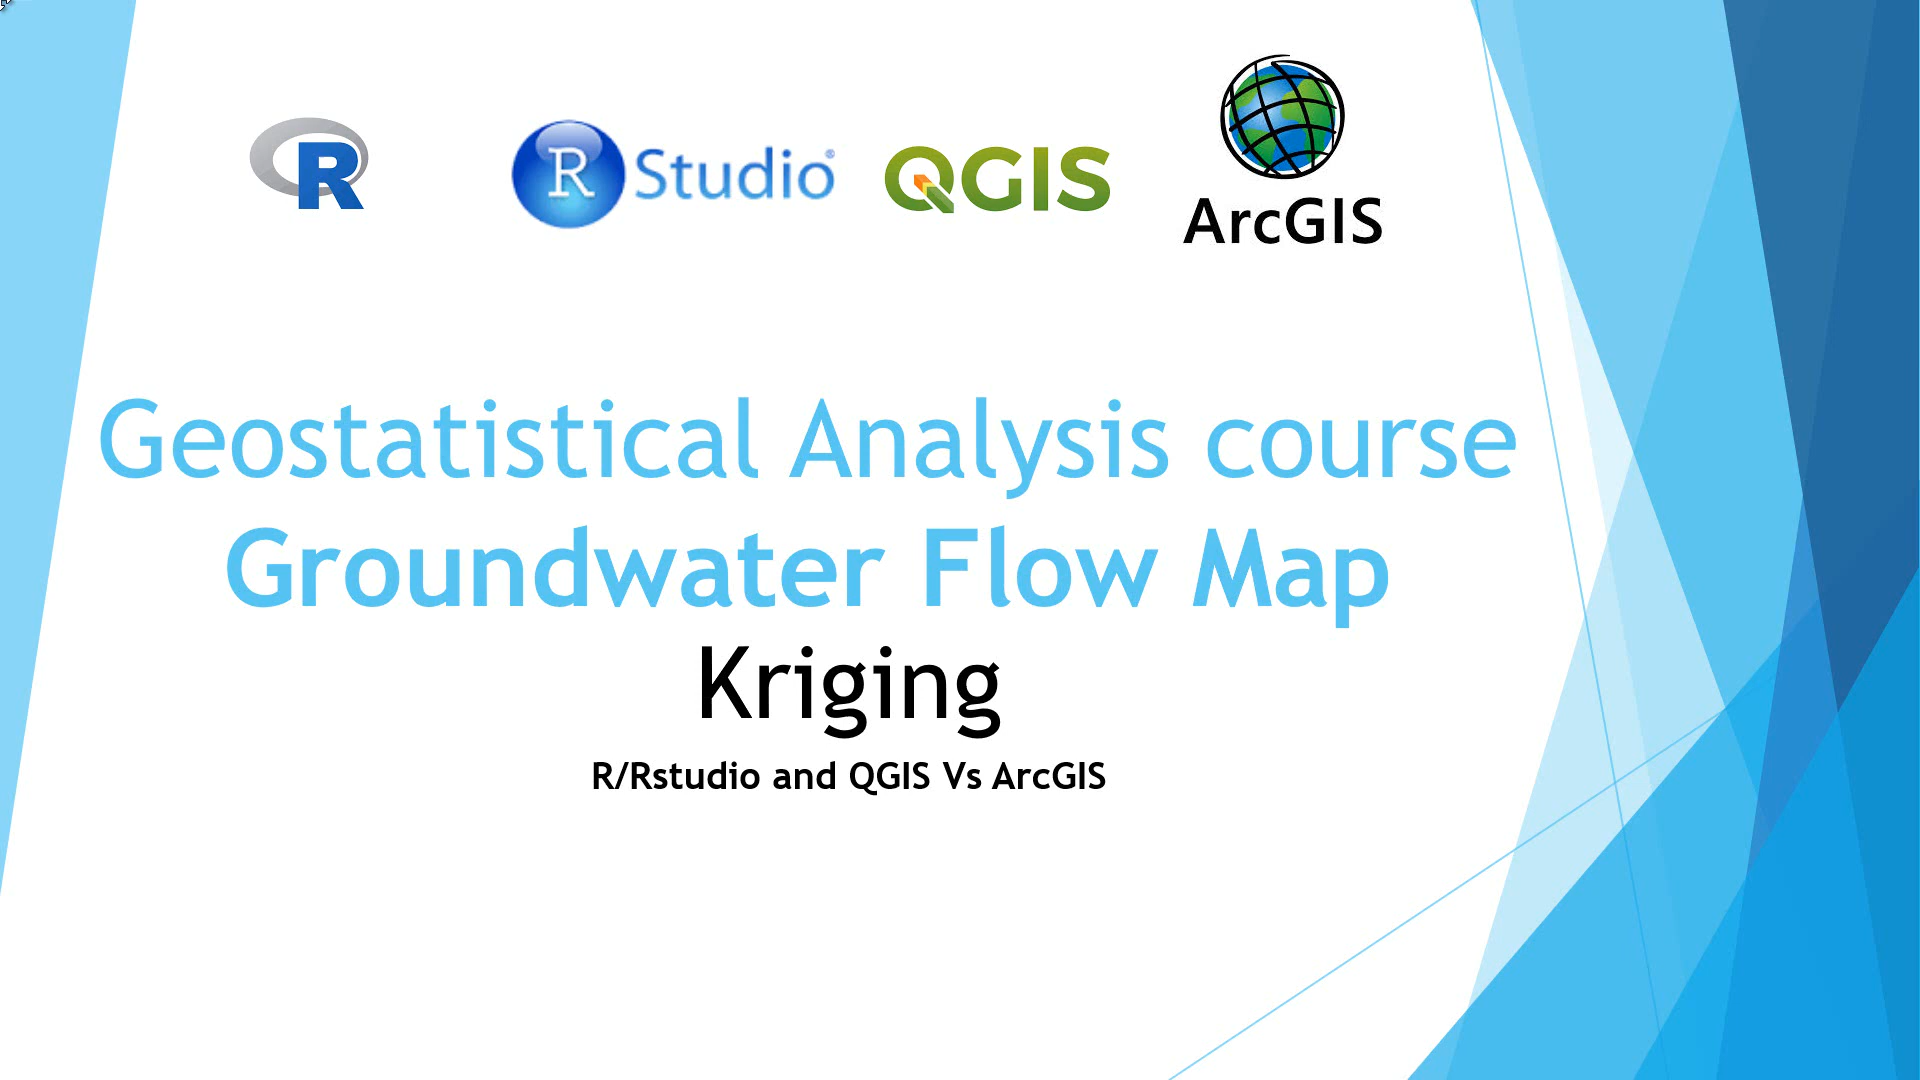 R
R Studio®
QGIS
ArcGIS
Geostatistical Analysis course
Groundwater Flow Map
Kriging
R/Rstudio and QGIS Vs ArcGIS